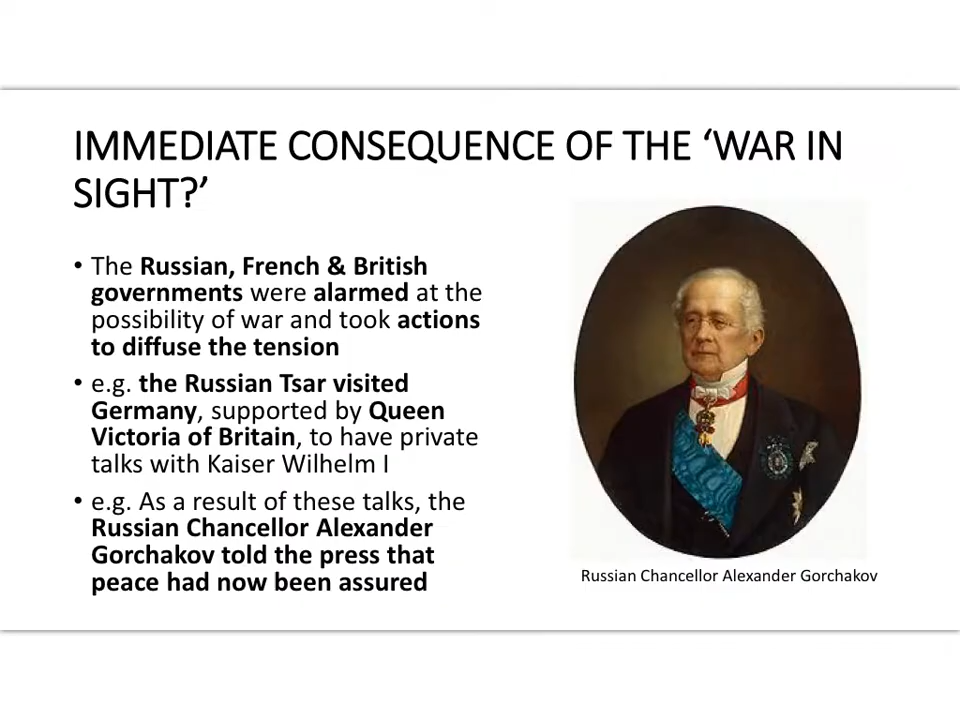 IMMEDIATE CONSEQUENCE OF THE ‘WAR IN
SIGHT?’
• The Russian, French & British
governments were alarmed at the
possibility of war and took actions
to diffuse the tension
• e.g. the Russian Tsar visited
Germany, supported by Queen
Victoria of Britain, to have private
talks with Kaiser Wilhelm I
• e.g. As a result of these talks, the
Russian Chancellor Alexander
Gorchakov told the press that
peace had now been assured
Russian Chancellor Alexander Gorchakov